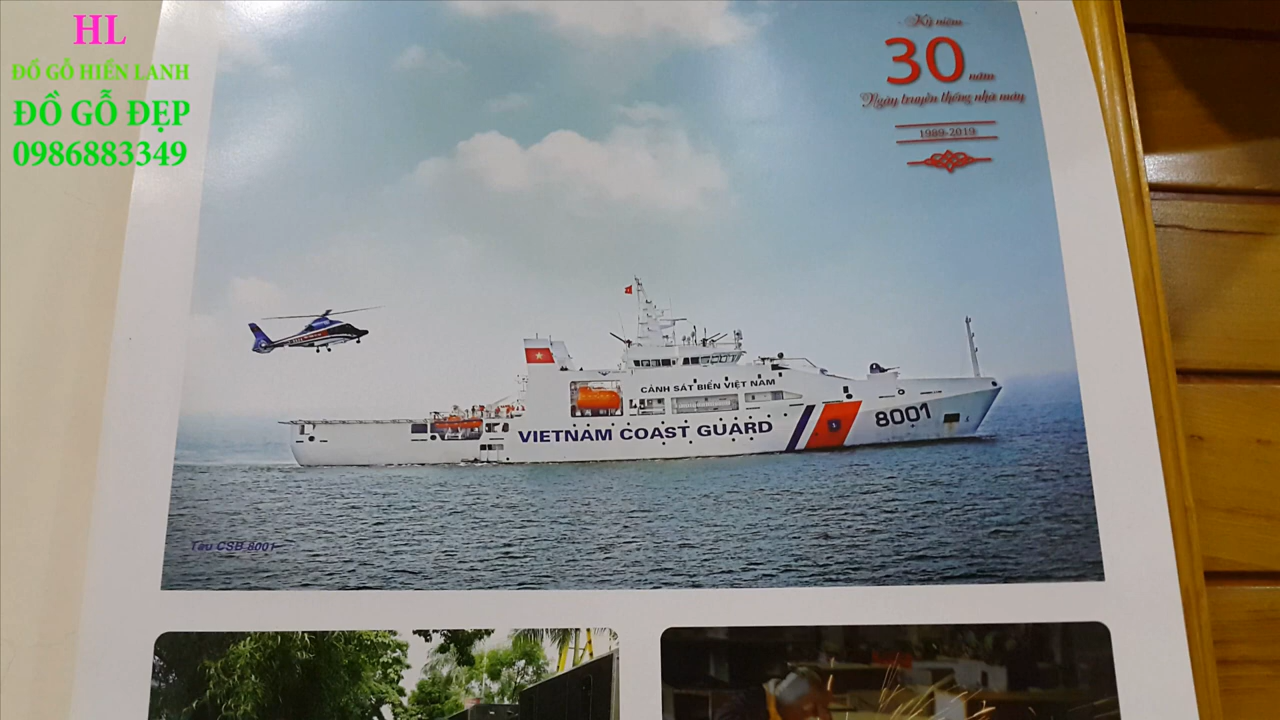 HL
ĐỒ GỖ HIỀN LANH
ĐỒ GỖ ĐẸP
0986883349
Kỷ niệm
30 năm
Ngày truyền thống nhà máy
1989-2019
CẢNH SÁT BIỂN VIỆT NAM
VIETNAM COAST GUARD
8001
Tàu CSB 8001